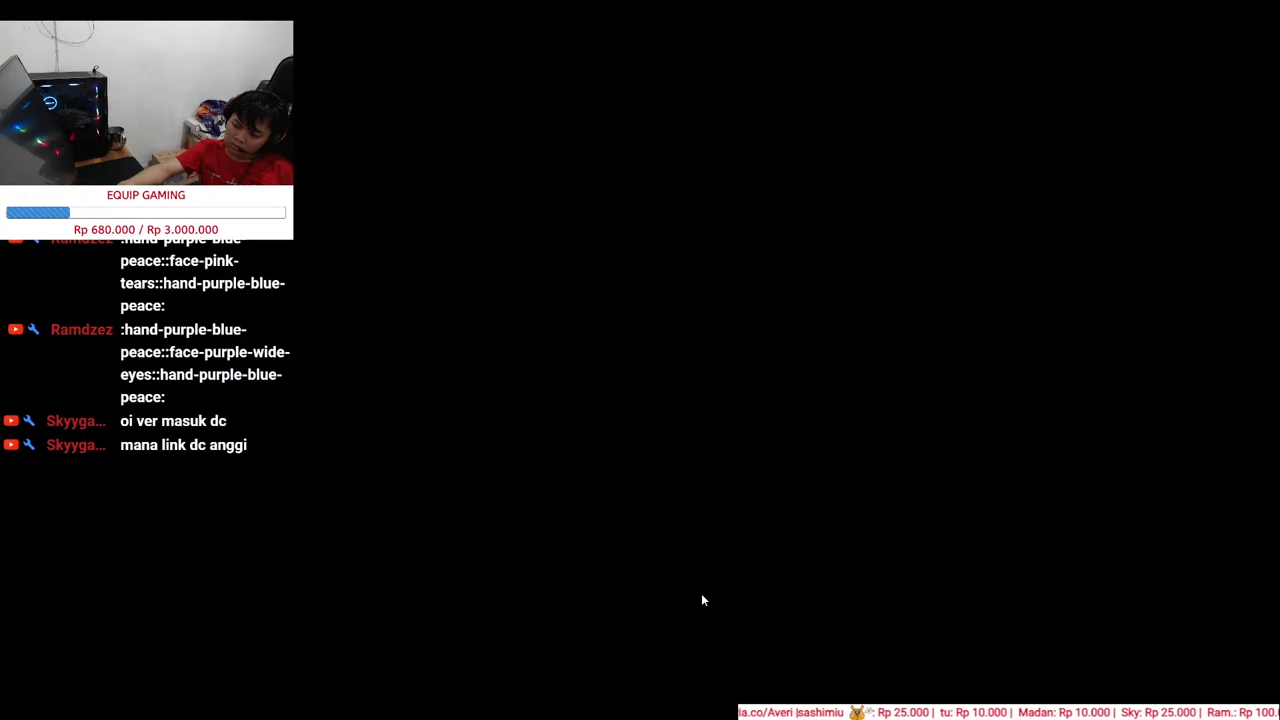 EQUIP GAMING
Rp 680.000 / Rp 3.000.000
Ramdzez :hand-purple-blue-
peace::face-pink-
tears::hand-purple-blue-
peace:
Ramdzez :hand-purple-blue-
peace::face-purple-wide-
eyes::hand-purple-blue-
peace:
Skyyga... oi ver masuk dc
Skyyga... mana link dc anggi
ia.co/Averi |sashimiu : Rp 25.000 | tu: Rp 10.000 | Madan: Rp 10.000 | Sky: Rp 25.000 | Ram.: Rp 100.